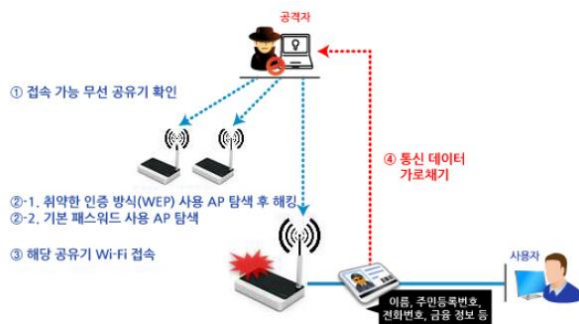 공격자
① 접속 가능 무선 공유기 확인
④ 통신 데이터
가로채기
②-1. 취약한 인증 방식(WEP) 사용 AP 탐색 후 해킹
②-2. 기본 패스워드 사용 AP 탐색
③ 해당 공유기 Wi-Fi 접속
사용자
이름, 주민등록번호,
전화번호, 금융 정보 등